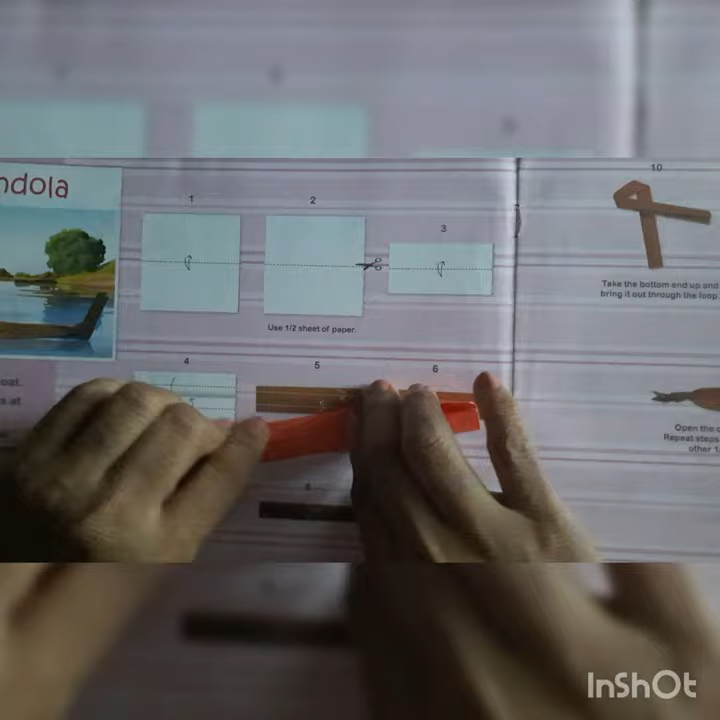 ndola
1
2
3
10
Use 1/2 sheet of paper.
Take the bottom end up and
bring it out through the loop
4
5
6
oat.
s at
Open the
Repeat steps
other 1
InShOt